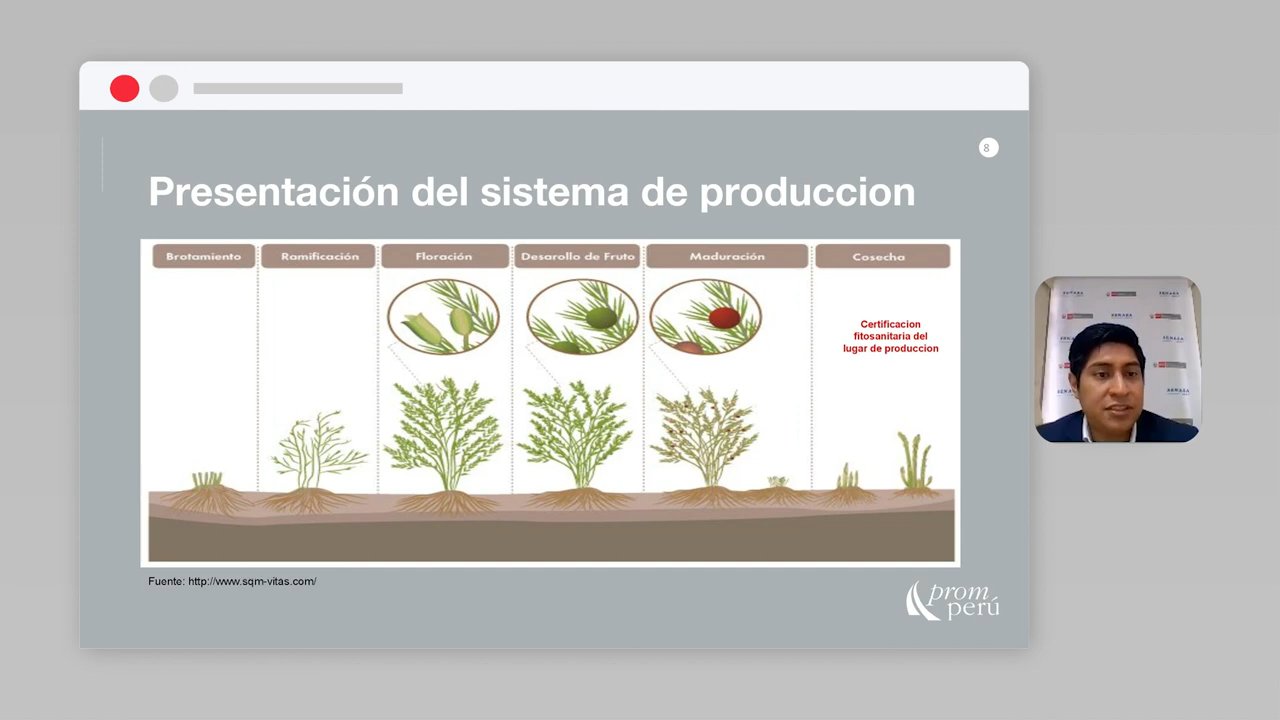 8
Presentación del sistema de produccion
Brotamiento
Ramificación
Floración
Desarollo de Fruto
Maduración
Cosecha
Certificacion
fitosanitaria del
lugar de produccion
Fuente: http://www.sqm-vitas.com/
prom
perú
SENASA